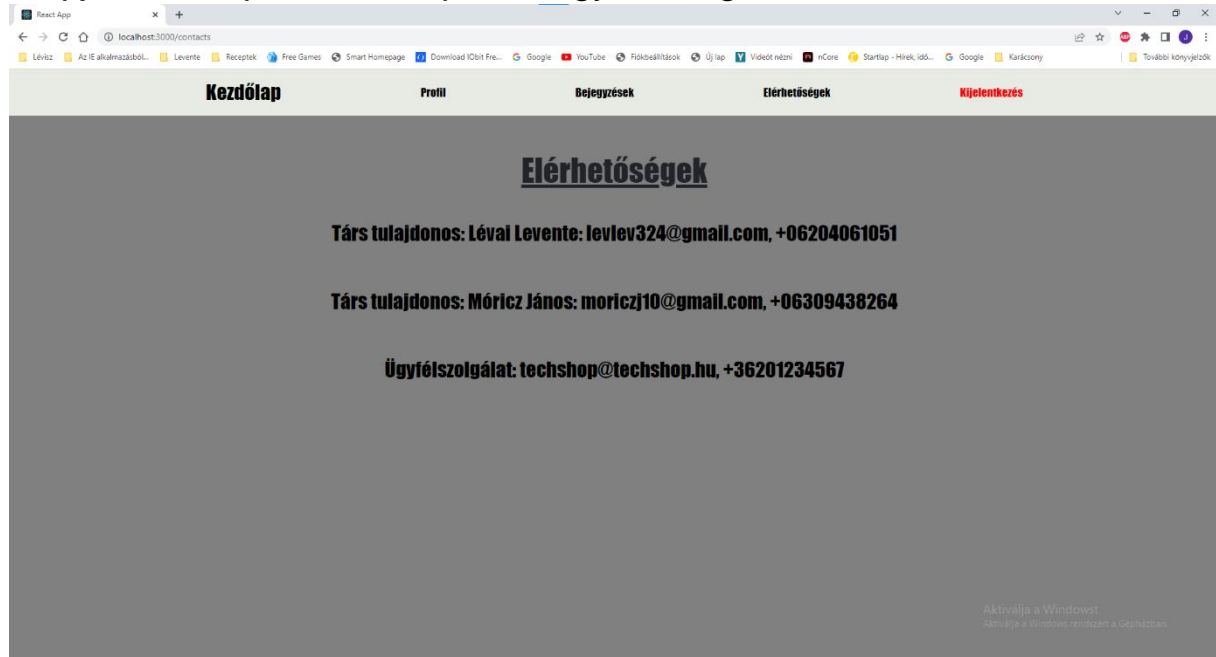 React App
localhost:3000/contacts
Lévisz Az IE alkalmazásból... Levente Receptek Free Games Smart Homepage Download IObit Fre... Google YouTube Fiókbeállítások Új lap Videót nézni nCore Startlap - Hírek, idő... Google Karácsony További könyvjelzők
Kezdőlap Profil Bejegyzések Elérhetőségek Kijelentkezés
Elérhetőségek
Társ tulajdonos: Lévai Levente: levlev324@gmail.com, +06204061051
Társ tulajdonos: Móricz János: moriczj10@gmail.com, +06309438264
Ügyfélszolgálat: techshop@techshop.hu, +36201234567
Aktiválja a Windowst
Aktiválja a Windows rendszert a Gépházban.